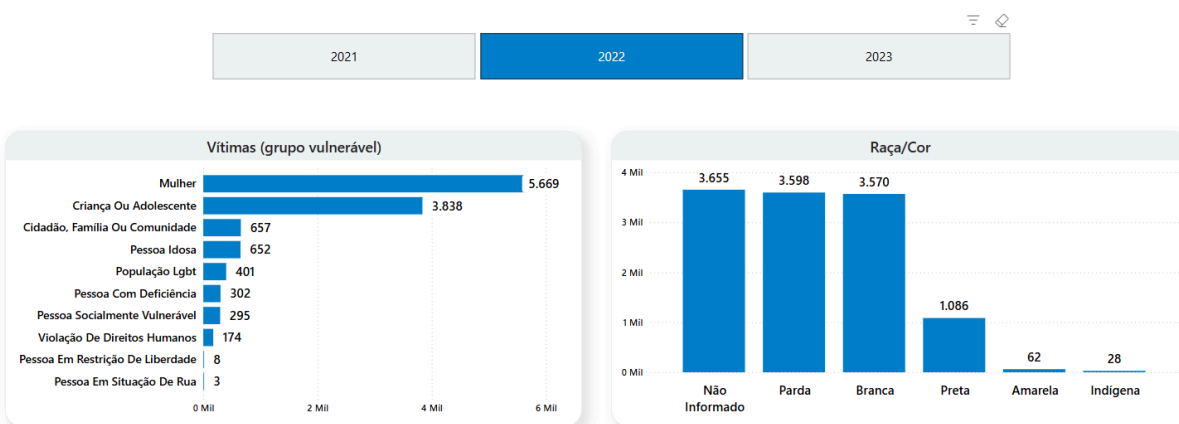 2021
2022
2023
Vítimas (grupo vulnerável)
Mulher 5.669
Criança Ou Adolescente 3.838
Cidadão, Família Ou Comunidade 657
Pessoa Idosa 652
População Lgbt 401
Pessoa Com Deficiência 302
Pessoa Socialmente Vulnerável 295
Violação De Direitos Humanos 174
Pessoa Em Restrição De Liberdade 8
Pessoa Em Situação De Rua 3
0 Mil 2 Mil 4 Mil 6 Mil
Raça/Cor
4 Mil
3 Mil
2 Mil
1 Mil
0 Mil
3.655 3.598 3.570 1.086 62 28
Não Parda Branca Preta Amarela Indígena
Informado